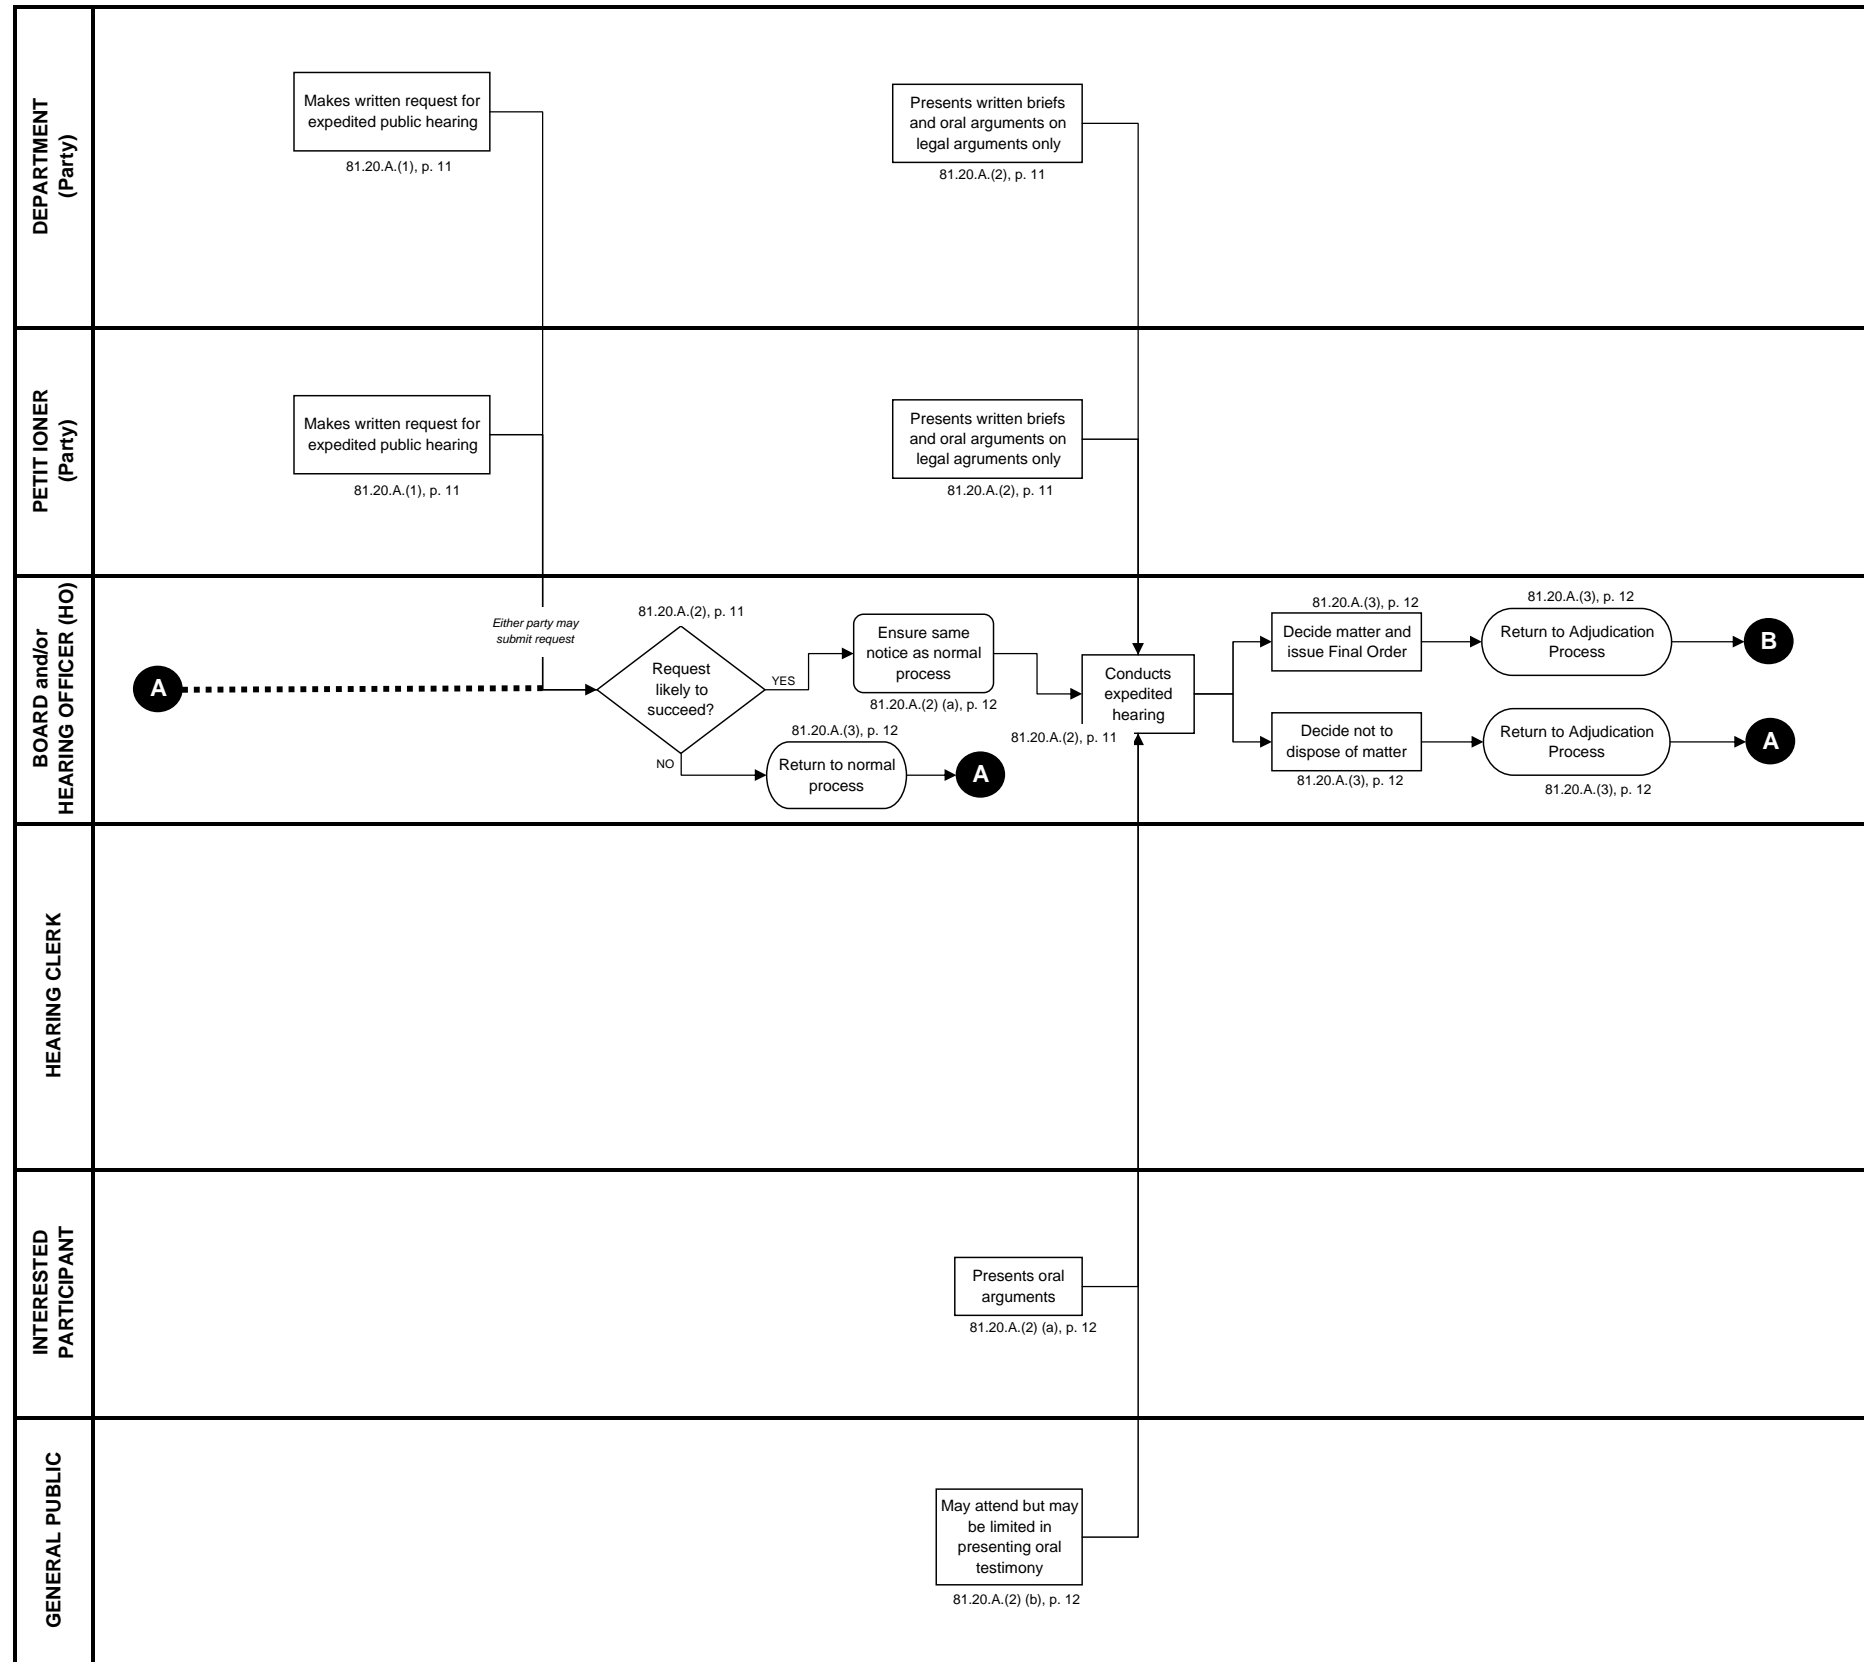 DEPARTMENT
(Party)
Makes written request for
expedited public hearing
81.20.A.(1), p. 11
Presents written briefs
and oral arguments on
legal arguments only
81.20.A.(2), p. 11
PETITIONER
(Party)
Makes written request for
expedited public hearing
81.20.A.(1), p. 11
Presents written briefs
and oral arguments on
legal agruments only
81.20.A.(2), p. 11
BOARD and/or
HEARING OFFICER (HO)
A
Either party may
submit request
81.20.A.(2), p. 11
Request
likely to
succeed?
YES
Ensure same
notice as normal
process
81.20.A.(2) (a), p. 12
NO
81.20.A.(3), p. 12
Return to normal
process
A
Conducts
expedited
hearing
81.20.A.(2), p. 11
81.20.A.(3), p. 12
Decide matter and
issue Final Order
81.20.A.(3), p. 12
Return to Adjudication
Process
B
Decide not to
dispose of matter
81.20.A.(3), p. 12
Return to Adjudication
Process
81.20.A.(3), p. 12
A
HEARING CLERK
INTERESTED
PARTICIPANT
Presents oral
arguments
81.20.A.(2) (a), p. 12
GENERAL PUBLIC
May attend but may
be limited in
presenting oral
testimony
81.20.A.(2) (b), p. 12